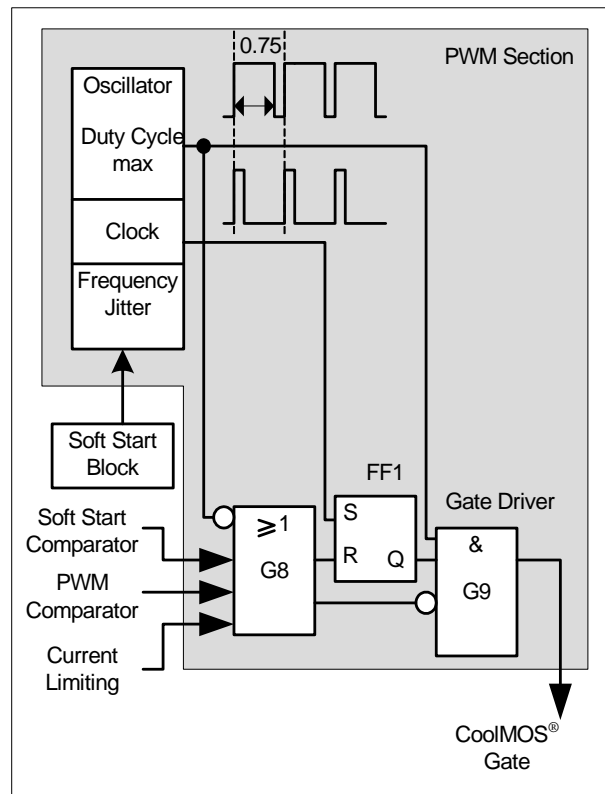 0.75
PWM Section
Oscillator
Duty Cycle
max
Clock
Frequency
Jitter
Soft Start
Block
FF1
Gate Driver
Soft Start
Comparator
PWM
Comparator
Current
Limiting
≥1
G8
S
R
Q
&
G9
CoolMOS®
Gate